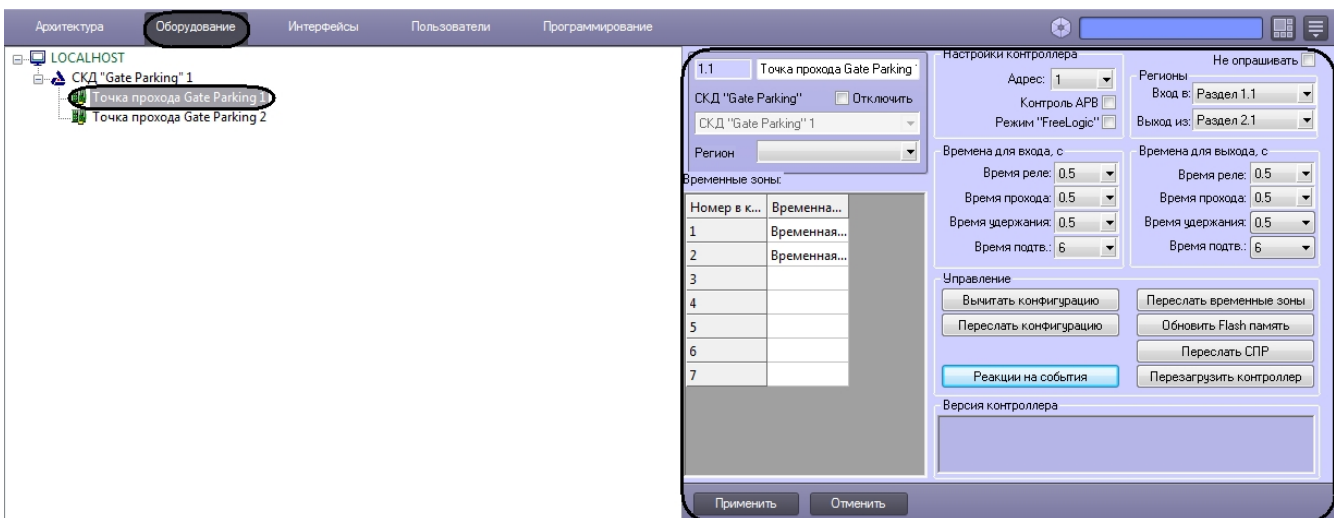 Архитектура Оборудование Интерфейсы Пользователи Программирование
LOCALHOST
СКД "Gate Parking" 1
Точка прохода Gate Parking 1
Точка прохода Gate Parking 2
1.1 Точка прохода Gate Parking
СКД "Gate Parking" Отключить
СКД "Gate Parking" 1
Регион
Временные зоны:
Номер в к... Временна...
1 Временная...
2 Временная...
3
4
5
6
7
Настройки контроллера
Адрес: 1
Контроль APB
Режим "FreeLogic"
Не опрашивать
Регионы
Вход в: Раздел 1.1
Выход из: Раздел 2.1
Времена для входа, с
Время реле: 0.5
Время прохода: 0.5
Время удержания: 0.5
Время подтв.: 6
Времена для выхода, с
Время реле: 0.5
Время прохода: 0.5
Время удержания: 0.5
Время подтв.: 6
Управление
Вычитать конфигурацию Переслать временные зоны
Переслать конфигурацию Обновить Flash память
Переслать СПР
Реакции на события Перезагрузить контроллер
Версия контроллера
Применить Отменить